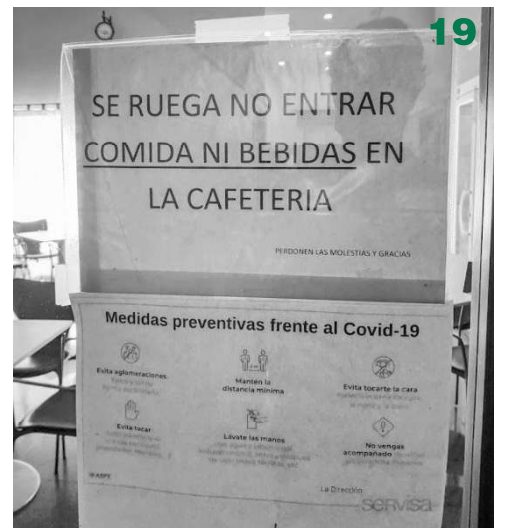 19
SE RUEGA NO ENTRAR
COMIDA NI BEBIDAS EN
LA CAFETERIA
PERDONEN LAS MOLESTIAS Y GRACIAS
Medidas preventivas frente al Covid-19
Evita aglomeraciones
Mantén la
distancia mínima
Evita tocarte la cara
Evita tocar
Lávate las manos
No vengas
acompañado
ASPY
La Dirección
servisa